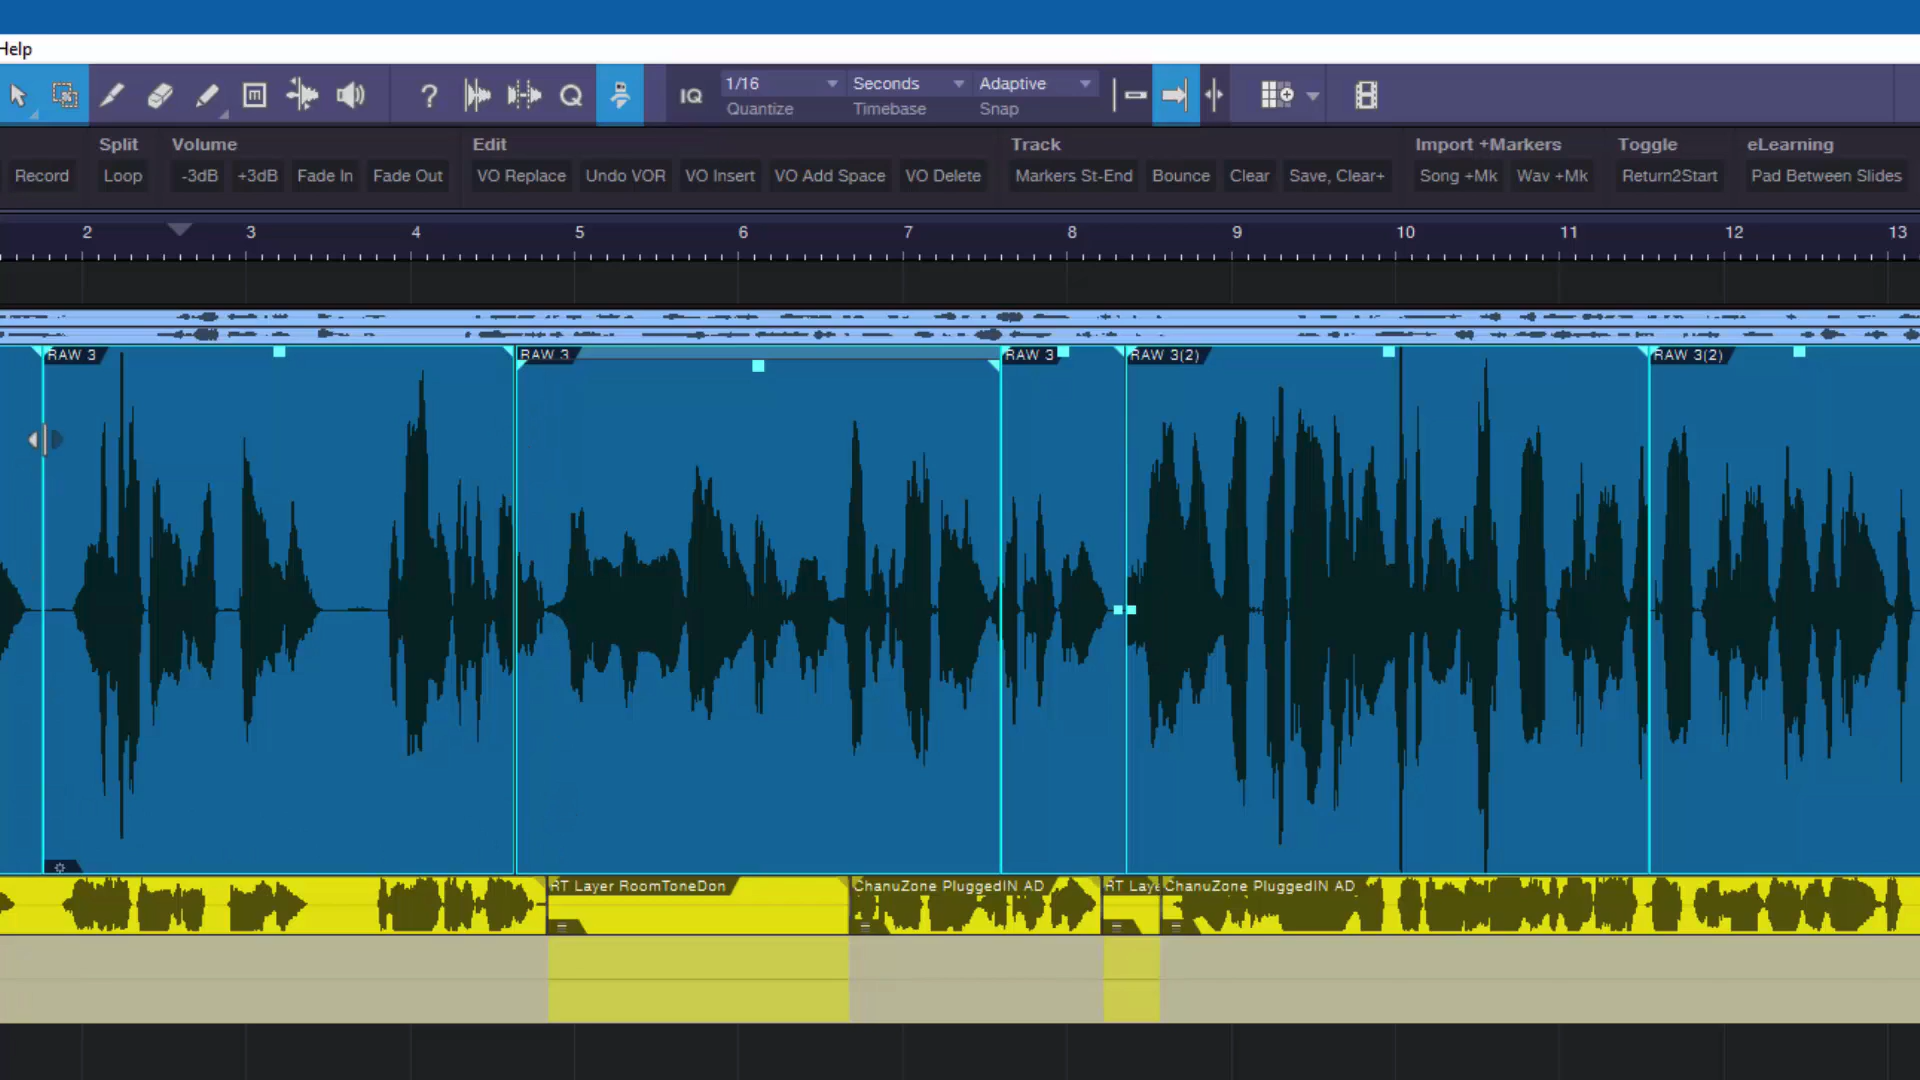 Help
? Q IQ 1/16 Seconds Adaptive
Quantize Timebase Snap
Split Volume Edit Track Import +Markers Toggle eLearning
Record Loop -3dB +3dB Fade In Fade Out VO Replace Undo VOR VO Insert VO Add Space VO Delete Markers St-End Bounce Clear Save, Clear+ Song +Mk Wav +Mk Return2Start Pad Between Slides
2 3 4 5 6 7 8 9 10 11 12 13
RAW 3 RAW 3 RAW 3 RAW 3(2) RAW 3(2)
RT Layer RoomToneDon ChanuZone PluggedIN AD RT Laye ChanuZone PluggedIN AD